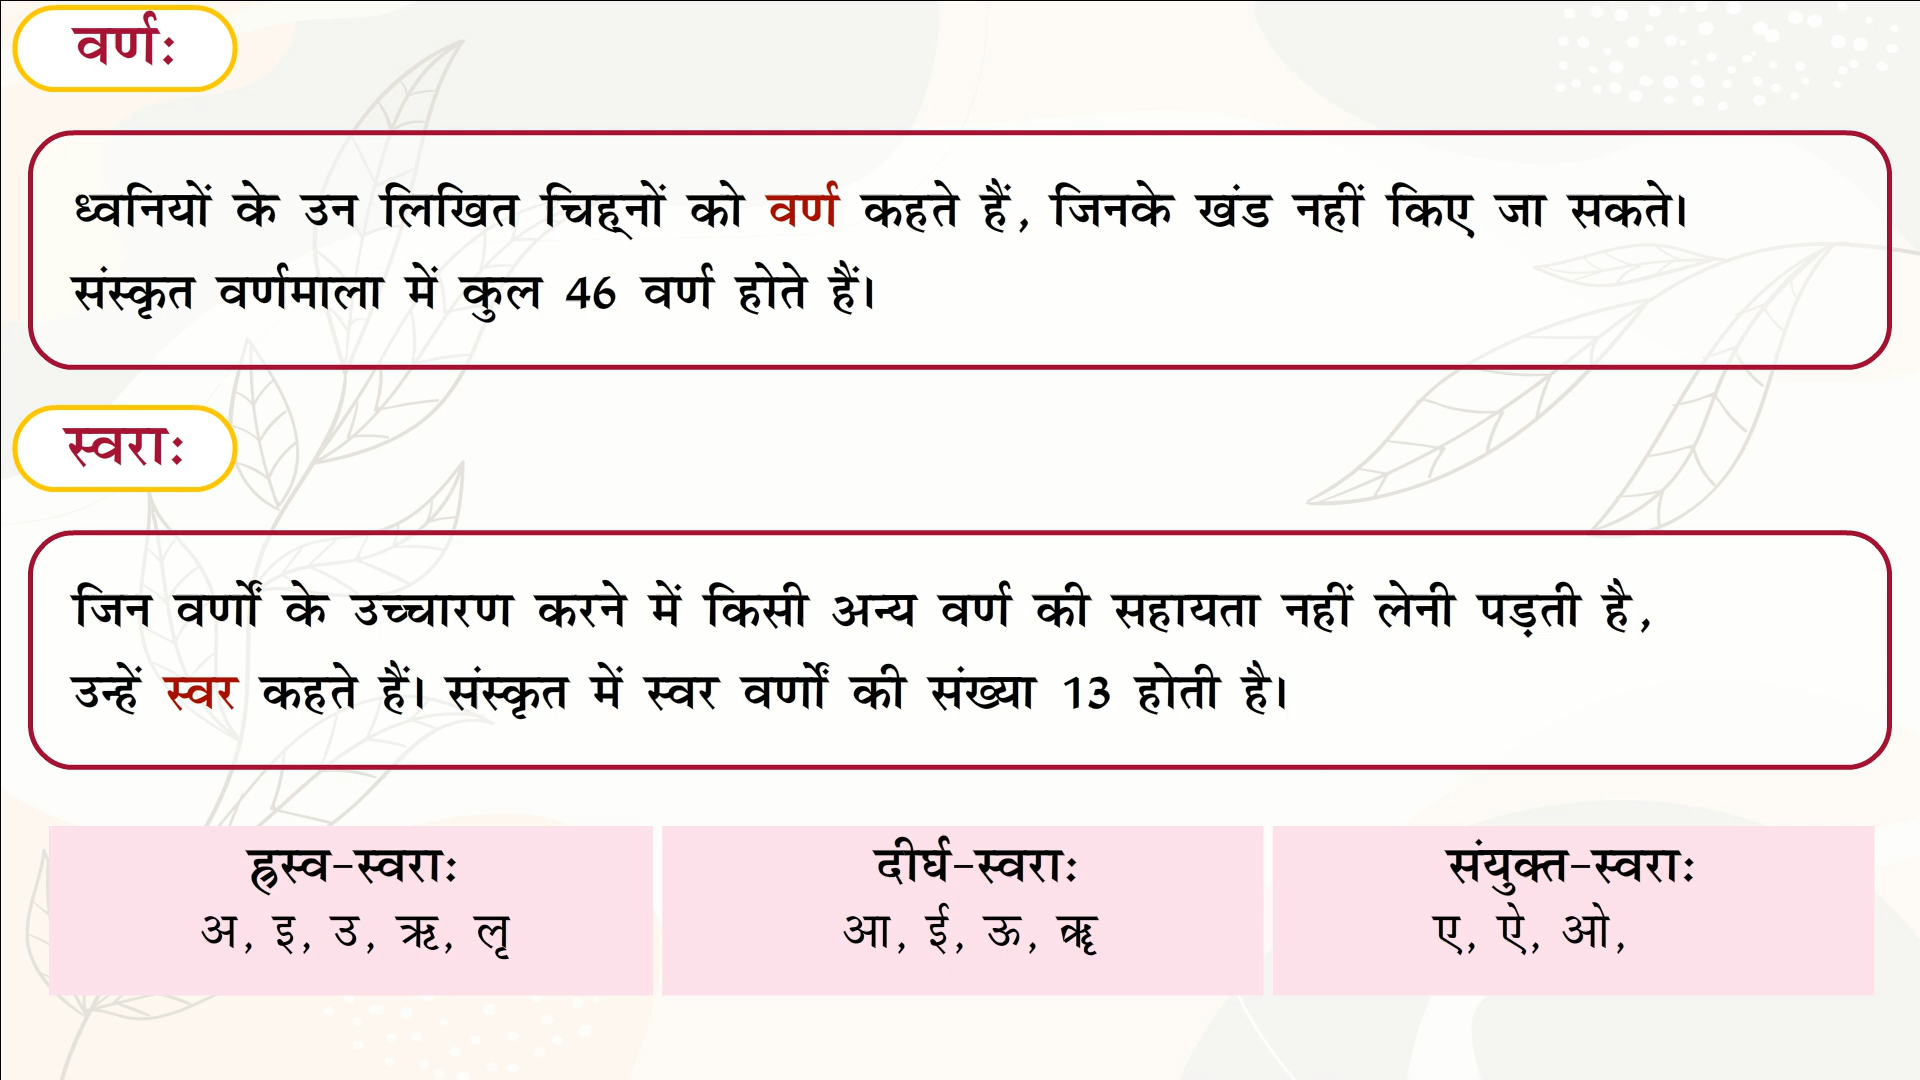 वर्णः
ध्वनियों के उन लिखित चिह्नों को वर्ण कहते हैं, जिनके खंड नहीं किए जा सकते।
संस्कृत वर्णमाला में कुल 46 वर्ण होते हैं।
स्वराः
जिन वर्णों के उच्चारण करने में किसी अन्य वर्ण की सहायता नहीं लेनी पड़ती है,
उन्हें स्वर कहते हैं। संस्कृत में स्वर वर्णों की संख्या 13 होती है।
ह्रस्व-स्वराः
अ, इ, उ, ऋ, लृ
दीर्घ-स्वराः
आ, ई, ऊ, ॠ
संयुक्त-स्वराः
ए, ऐ, ओ,